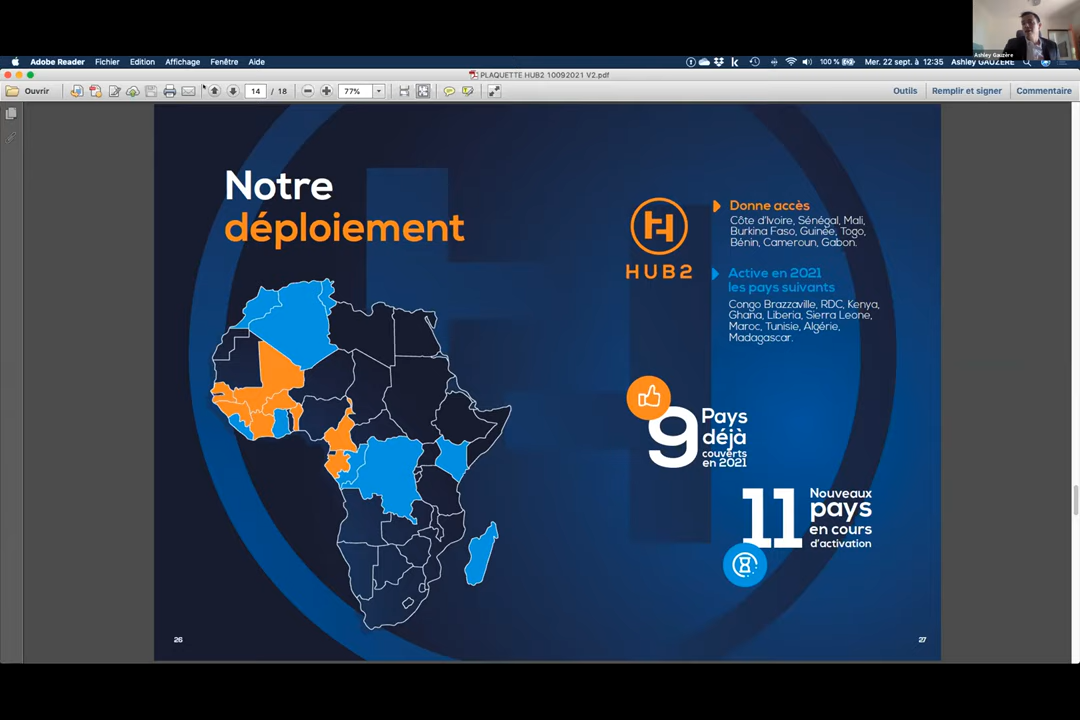 Ashley Gauzère
Adobe Reader Fichier Edition Affichage Fenêtre Aide
100 % Mer. 22 sept. à 12:35 Ashley GAUZERE
PLAQUETTE HUB2 10092021 V2.pdf
Ouvrir 14 / 18 77% Outils Remplir et signer Commentaire
Notre
déploiement
HUB2
Donne accès
Côte d'Ivoire, Sénégal, Mali,
Burkina Faso, Guinée, Togo,
Bénin, Cameroun, Gabon.
Active en 2021
les pays suivants
Congo Brazzaville, RDC, Kenya,
Ghana, Liberia, Sierra Leone,
Maroc, Tunisie, Algérie,
Madagascar.
9 Pays
déjà
couverts
en 2021
11 Nouveaux
pays
en cours
d'activation
26
27